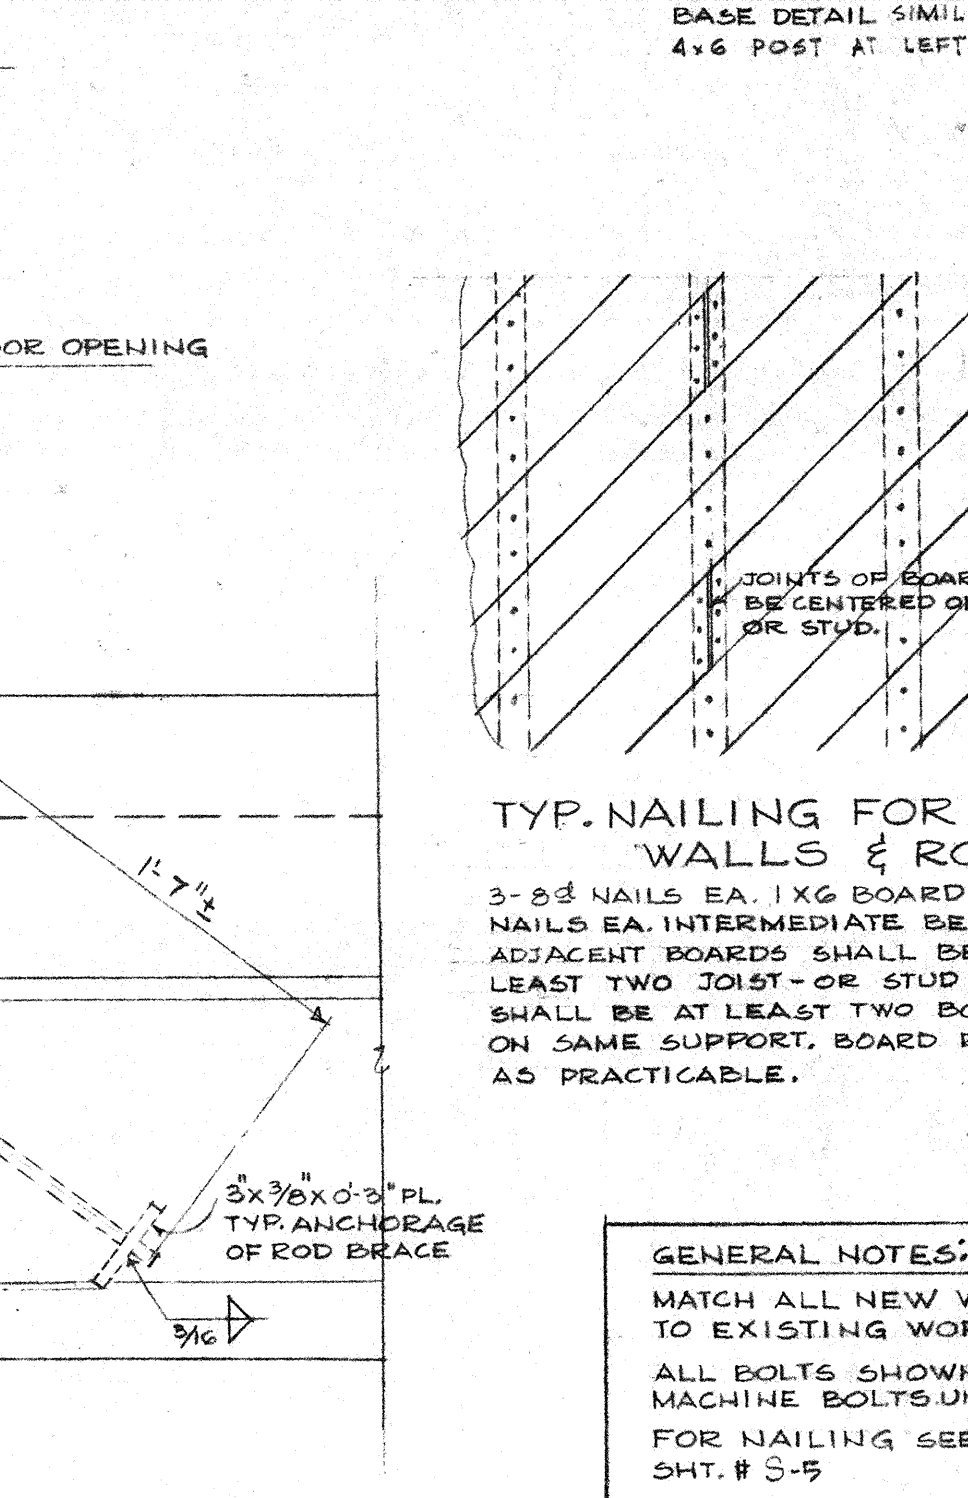 BASE DETAIL SIMIL
4x6 POST AT LEFT
OOR OPENING
JOINTS OF BOAR
BE CENTERED O
OR STUD.
TYP. NAILING FOR
WALLS & RO
3-8d NAILS EA. 1X6 BOARD
NAILS EA. INTERMEDIATE BE
ADJACENT BOARDS SHALL BE
LEAST TWO JOIST-OR STUD
SHALL BE AT LEAST TWO BO
ON SAME SUPPORT. BOARD
AS PRACTICABLE.
1'-7"±
3"X3/8"X0'-3" PL.
TYP. ANCHORAGE
OF ROD BRACE
3/16
GENERAL NOTES:
MATCH ALL NEW
TO EXISTING WOR
ALL BOLTS SHOWN
MACHINE BOLTS. UN
FOR NAILING SEE
SHT. # S-5